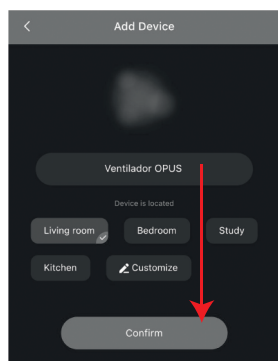 Add Device
Ventilador OPUS
Device is located
Living room Bedroom Study
Kitchen Customize
Confirm